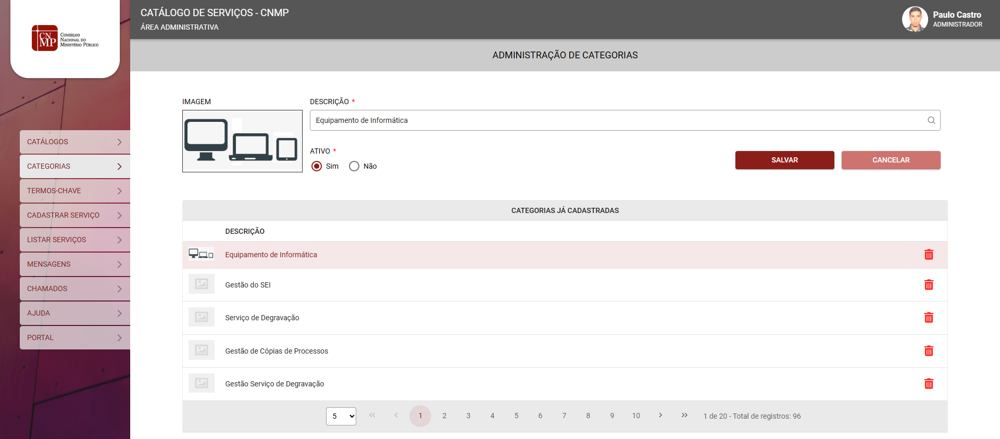 CATÁLOGO DE SERVIÇOS - CNMP
ÁREA ADMINISTRATIVA
Paulo Castro
ADMINISTRADOR
CN
MP
CONSELHO
NACIONAL DO
MINISTÉRIO PÚBLICO
ADMINISTRAÇÃO DE CATEGORIAS
CATÁLOGOS
CATEGORIAS
TERMOS-CHAVE
CADASTRAR SERVIÇO
LISTAR SERVIÇOS
MENSAGENS
CHAMADOS
AJUDA
PORTAL
IMAGEM
DESCRIÇÃO *
Equipamento de Informática
ATIVO *
Sim Não
SALVAR CANCELAR
CATEGORIAS JÁ CADASTRADAS
DESCRIÇÃO
Equipamento de Informática
Gestão do SEI
Serviço de Degravação
Gestão de Cópias de Processos
Gestão Serviço de Degravação
5 1 2 3 4 5 6 7 8 9 10 1 de 20 - Total de registros: 96